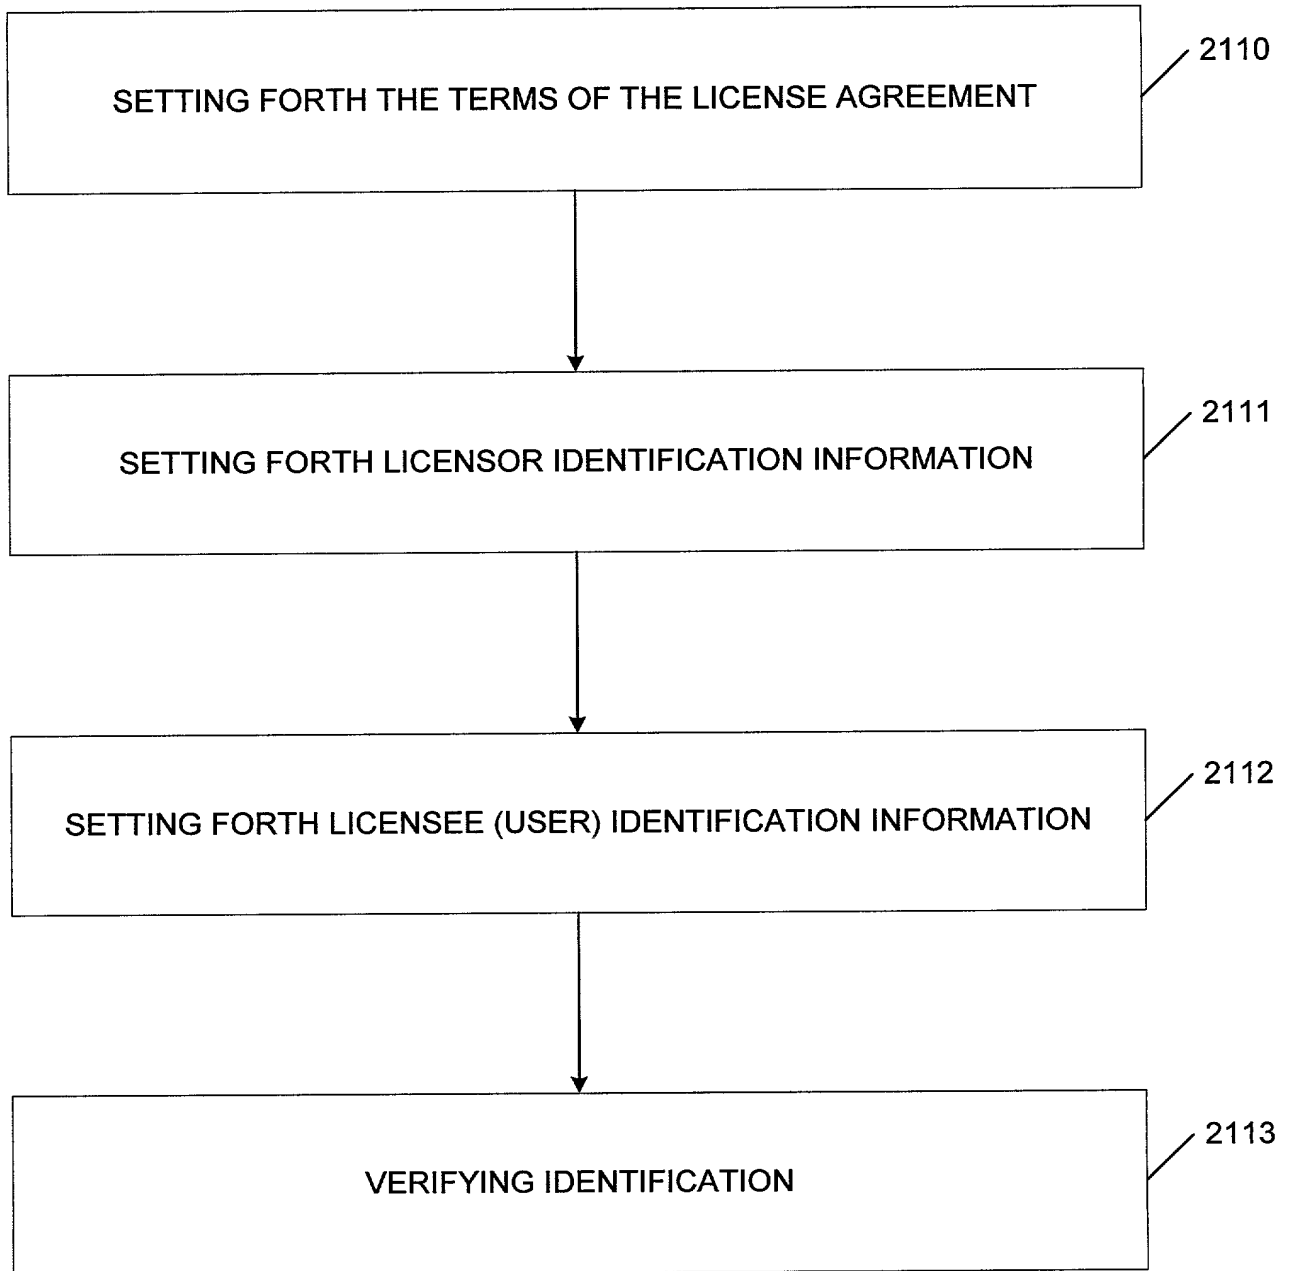 2110
SETTING FORTH THE TERMS OF THE LICENSE AGREEMENT
2111
SETTING FORTH LICENSOR IDENTIFICATION INFORMATION
2112
SETTING FORTH LICENSEE (USER) IDENTIFICATION INFORMATION
2113
VERIFYING IDENTIFICATION